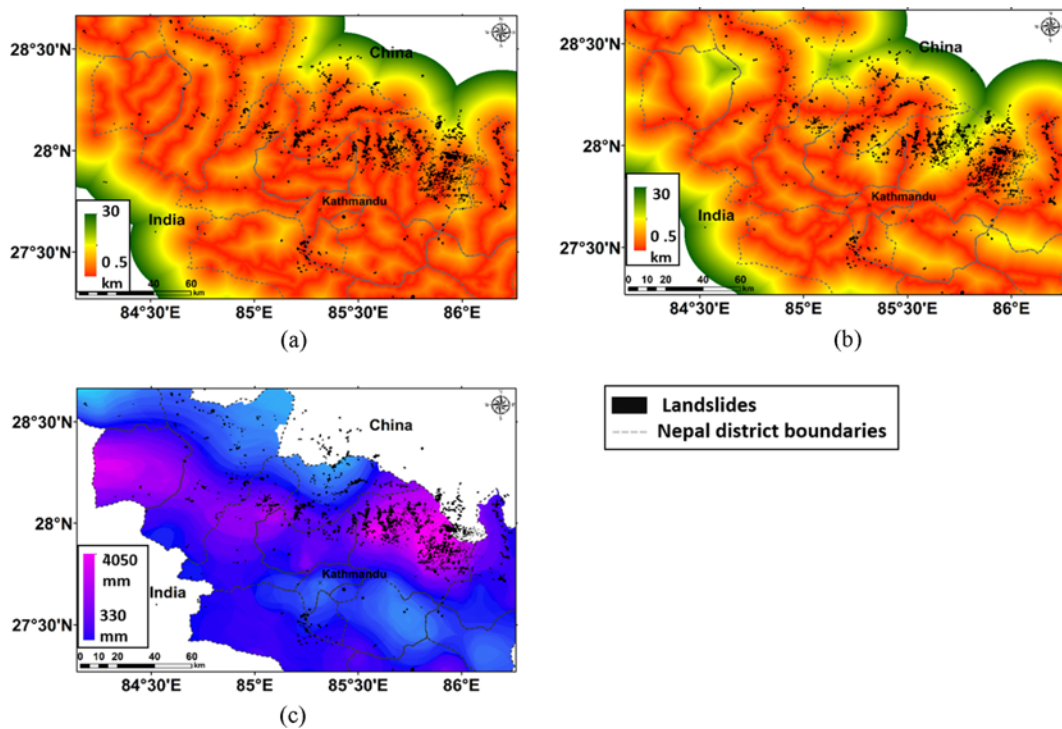 28°30'N
28°N
27°30'N
China
Kathmandu
India
30
0.5
km
40
60
km
84°30'E
85°E
85°30'E
86°E
(a)
28°30'N
28°N
27°30'N
China
Kathmandu
India
30
0.5
km
0
10
20
40
60
km
84°30'E
85°E
85°30'E
86°E
(b)
28°30'N
28°N
27°30'N
China
Kathmandu
India
4050
mm
330
mm
0
10
20
40
60
km
84°30'E
85°E
85°30'E
86°E
(c)
Landslides
Nepal district boundaries